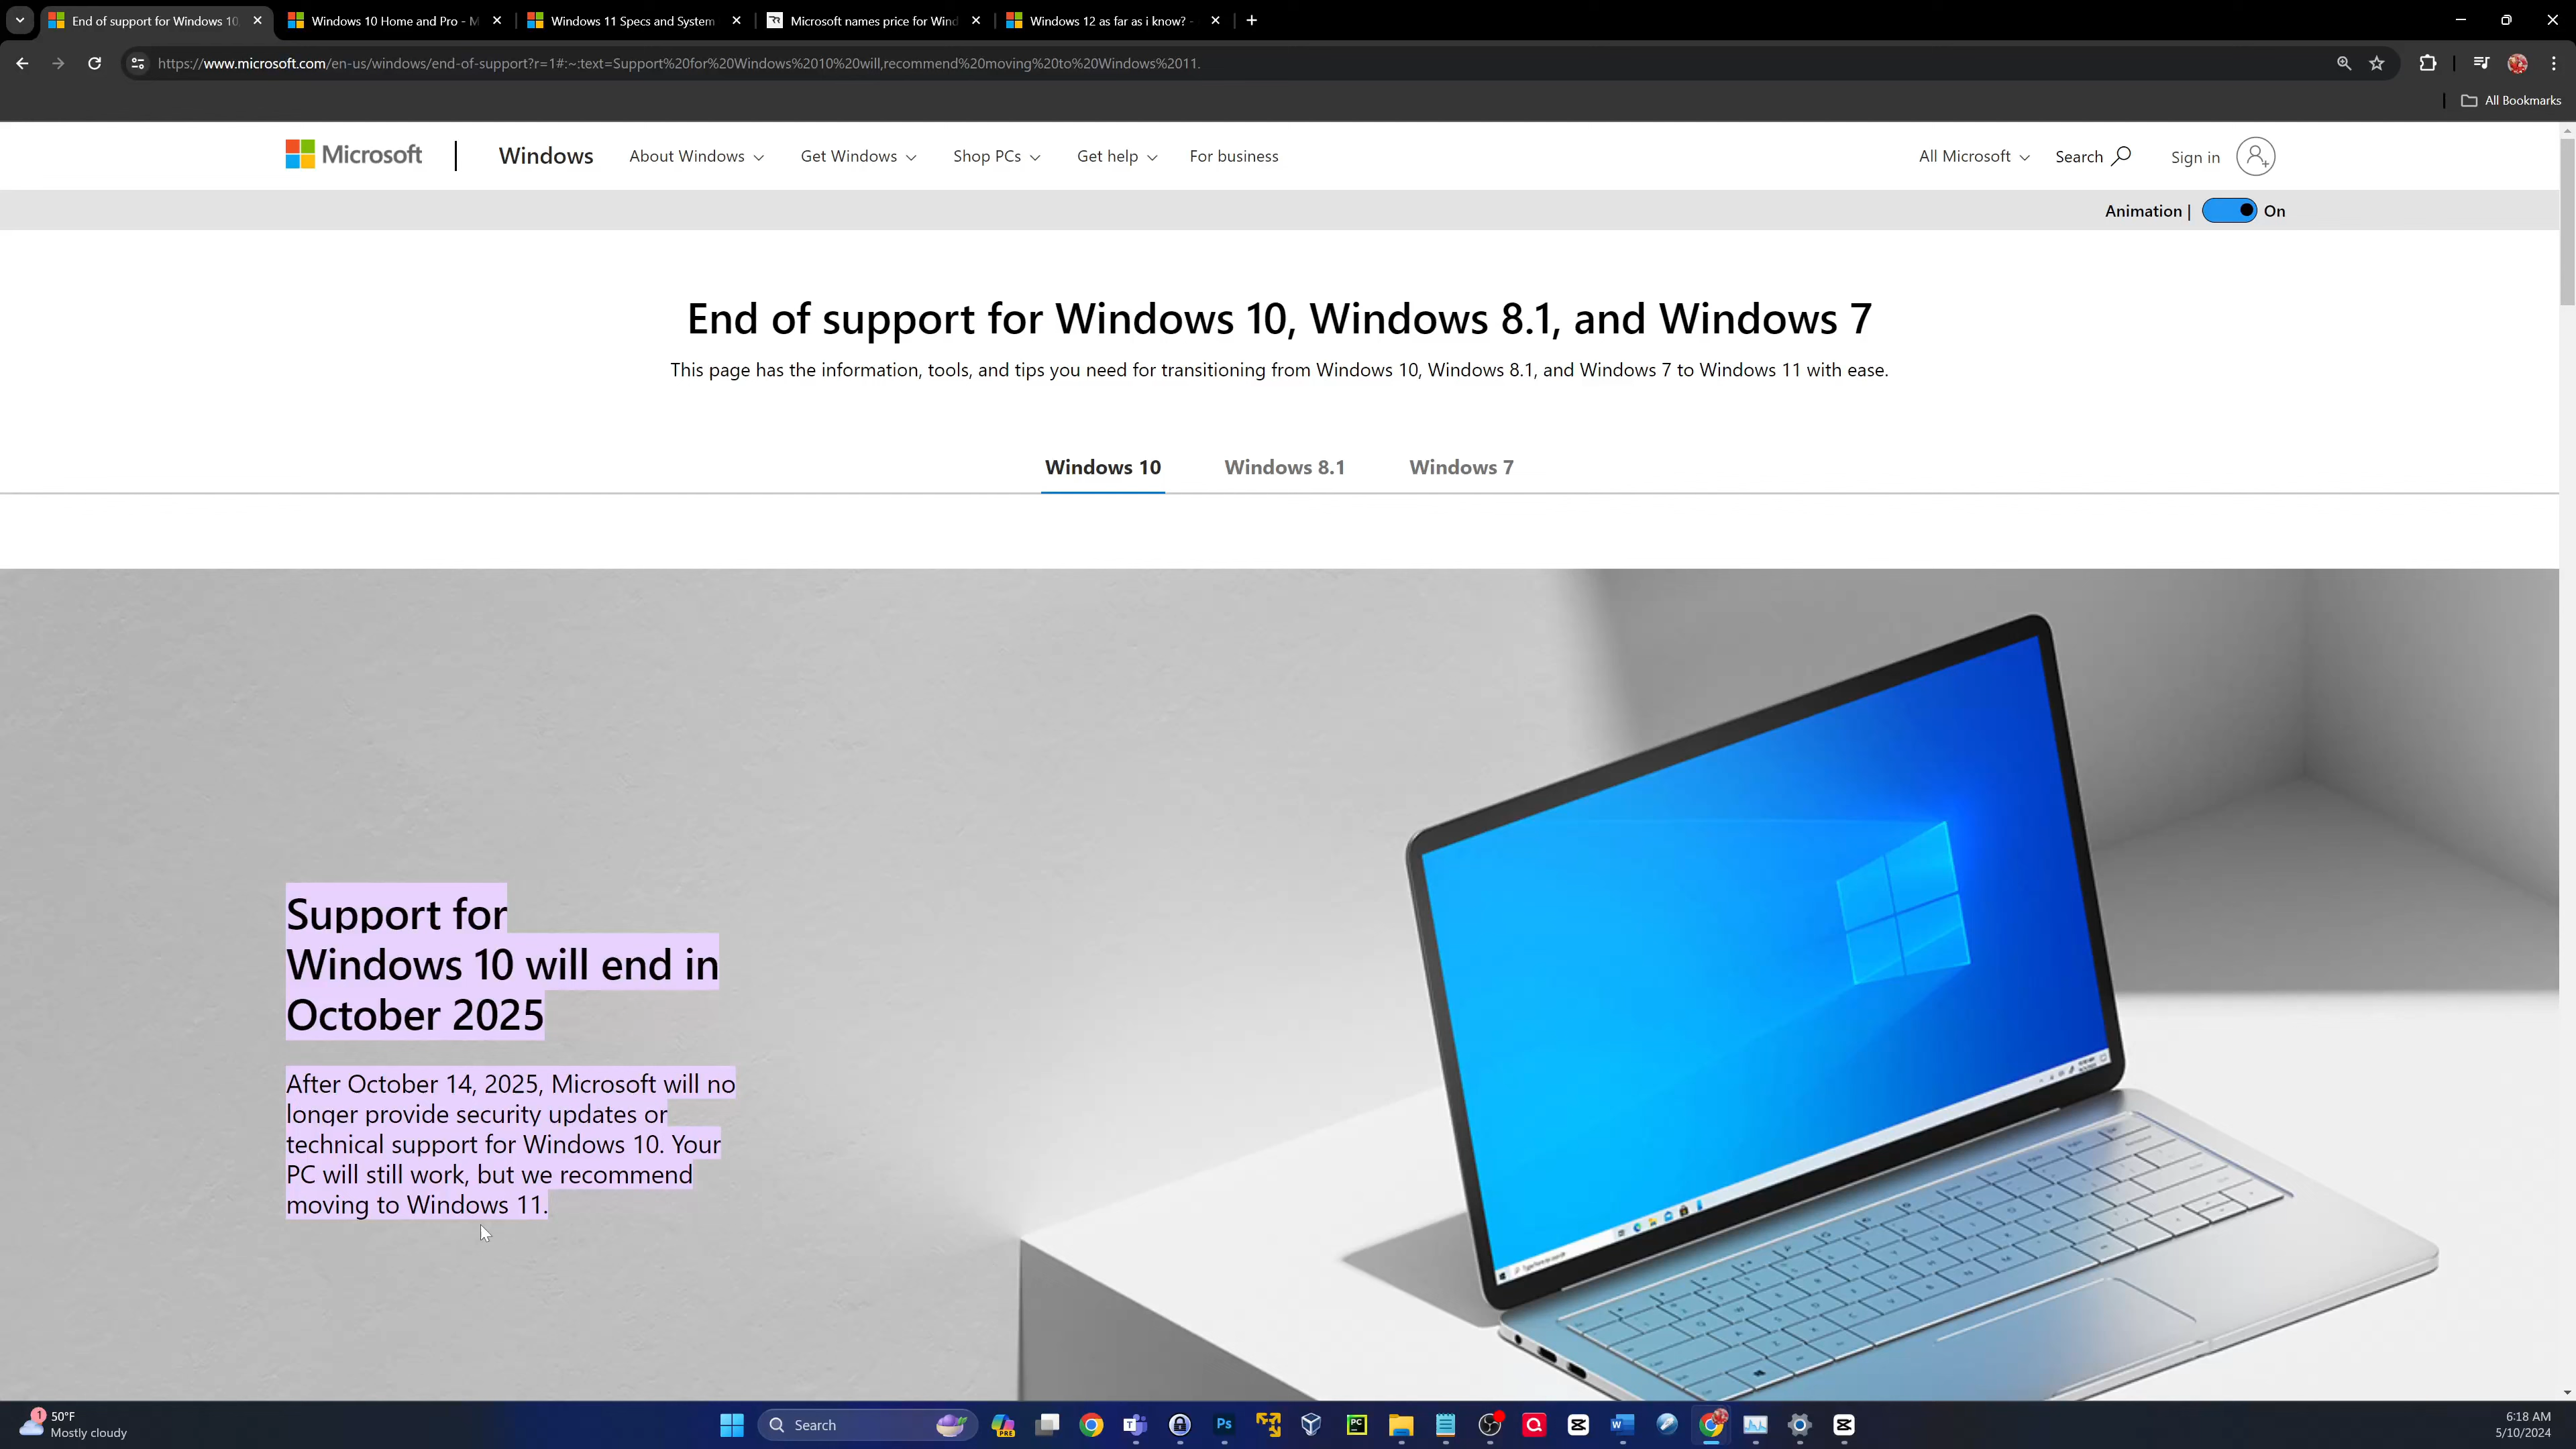 End of support for Windows 10,
Windows 10 Home and Pro - M
Windows 11 Specs and System
Microsoft names price for Wind
Windows 12 as far as i know? -
https://www.microsoft.com/en-us/windows/end-of-support?r=1#:~:text=Support%20for%20Windows%2010%20will,recommend%20moving%20to%20Windows%2011.
All Bookmarks
Microsoft
Windows
About Windows
Get Windows
Shop PCs
Get help
For business
All Microsoft
Search
Sign in
Animation |
On
End of support for Windows 10, Windows 8.1, and Windows 7
This page has the information, tools, and tips you need for transitioning from Windows 10, Windows 8.1, and Windows 7 to Windows 11 with ease.
Windows 10
Windows 8.1
Windows 7
Support for
Windows 10 will end in
October 2025
After October 14, 2025, Microsoft will no
longer provide security updates or
technical support for Windows 10. Your
PC will still work, but we recommend
moving to Windows 11.
1
50°F
Mostly cloudy
Search
PRE
Ps
PC
6:18 AM
5/10/2024